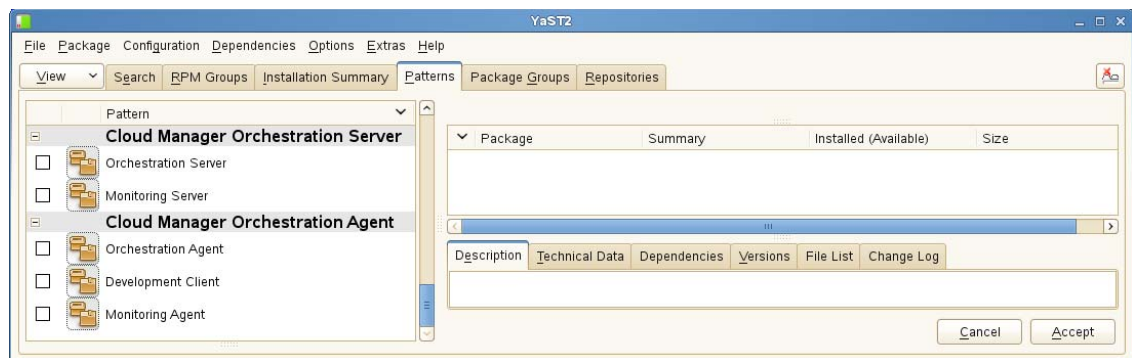 YaST2
File Package Configuration Dependencies Options Extras Help
View Search RPM Groups Installation Summary Patterns Package Groups Repositories
Pattern
Cloud Manager Orchestration Server
Orchestration Server
Monitoring Server
Cloud Manager Orchestration Agent
Orchestration Agent
Development Client
Monitoring Agent
Package Summary Installed (Available) Size
Description Technical Data Dependencies Versions File List Change Log
Cancel Accept